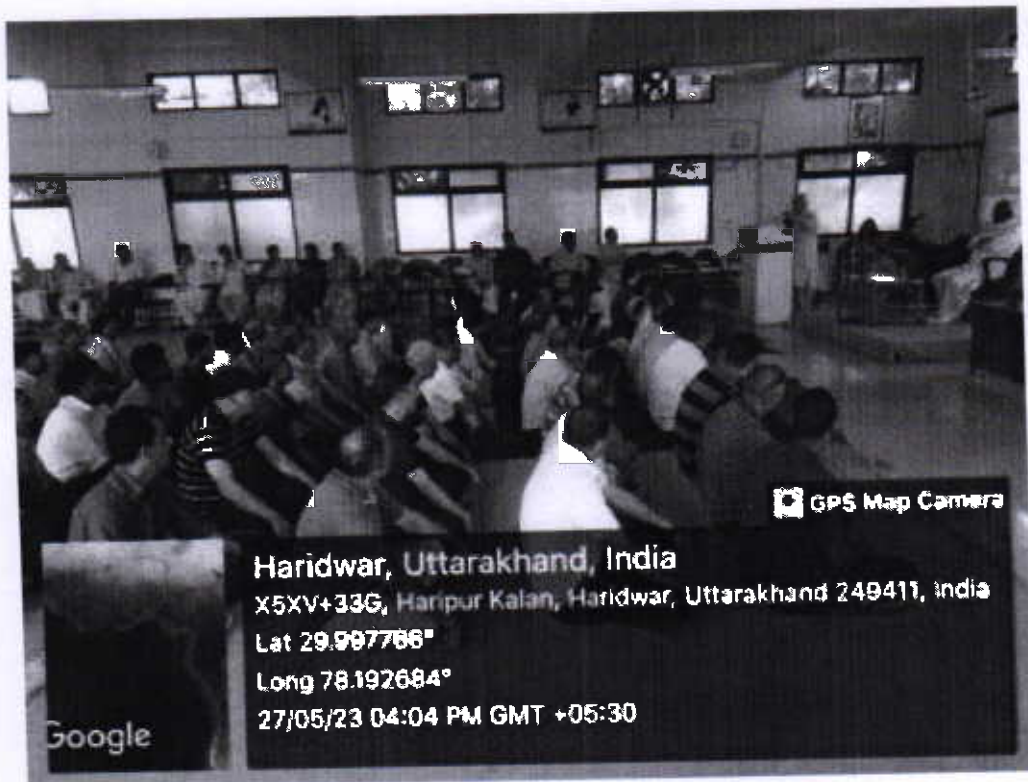 GPS Map Camera
Haridwar, Uttarakhand, India
X5XV+33G, Haripur Kalan, Haridwar, Uttarakhand 249411, India
Lat 29.997766°
Long 78.192684°
27/05/23 04:04 PM GMT +05:30
Google